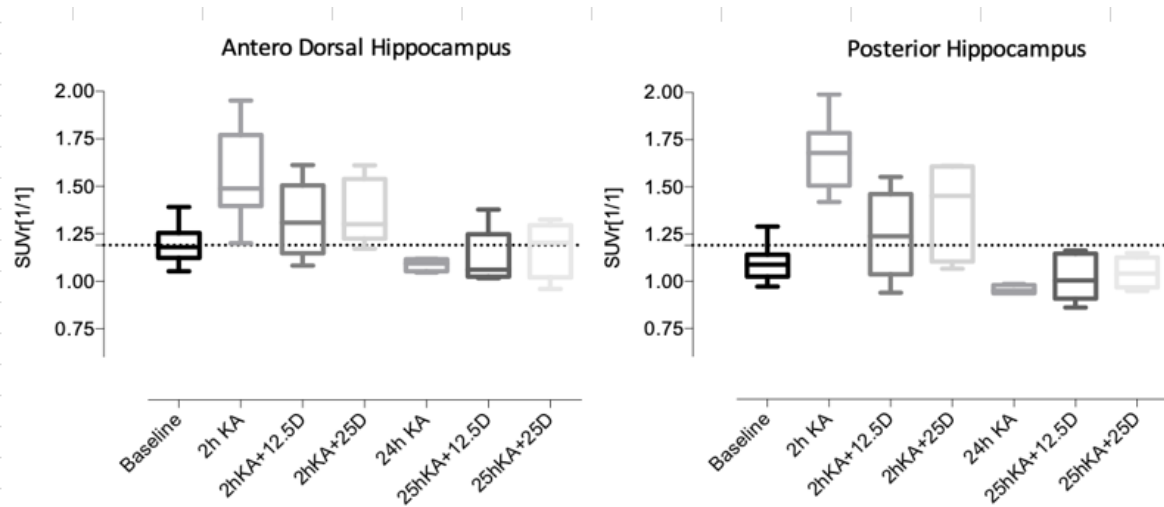 Antero Dorsal Hippocampus
SUVr[1/1]
2.00
1.75
1.50
1.25
1.00
0.75
Baseline
2h KA
2hKA+12.5D
2hKA+25D
24h KA
25hKA+12.5D
25hKA+25D
Posterior Hippocampus
SUVr[1/1]
2.00
1.75
1.50
1.25
1.00
0.75
Baseline
2h KA
2hKA+12.5D
2hKA+25D
24h KA
25hKA+12.5D
25hKA+25D